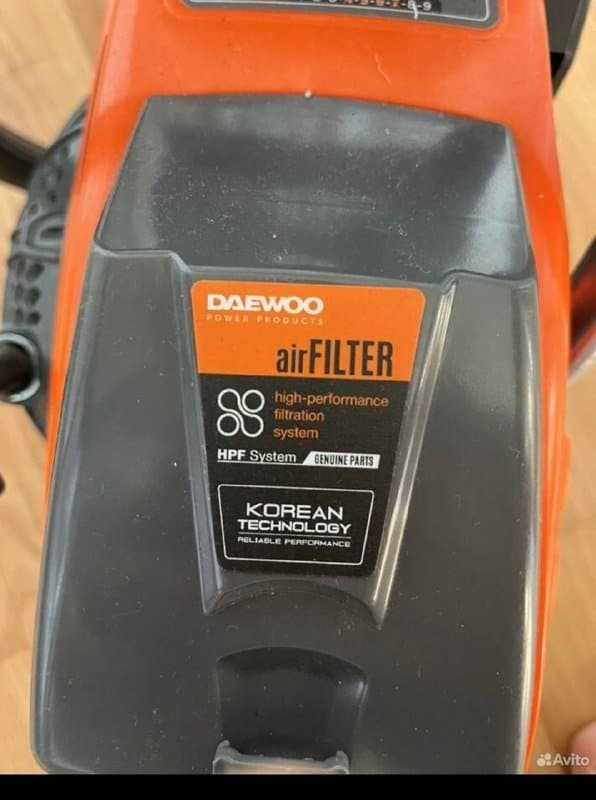 DAEWOO
POWER PRODUCTS
airFILTER
high-performance
filtration
system
HPF System GENUINE PARTS
KOREAN
TECHNOLOGY
RELIABLE PERFORMANCE
Avito